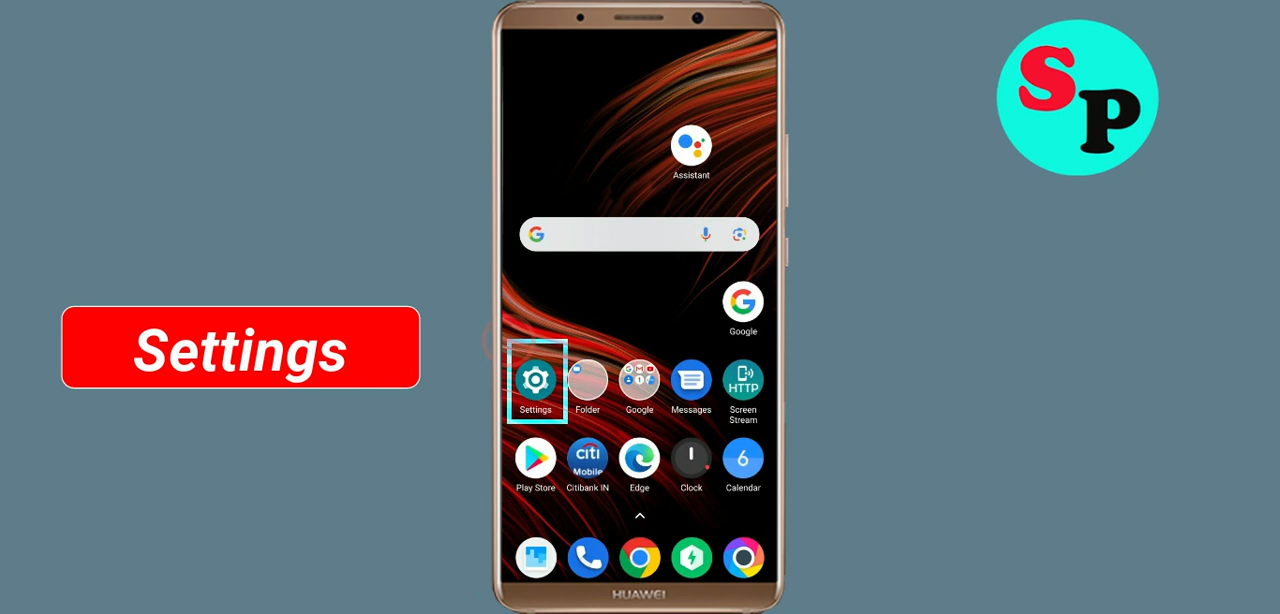 S
P
Assistant
G
Google
Settings
Settings
Folder
Google
Messages
HTTP
Screen
Stream
citi
Mobile
6
Play Store
Citibank IN
Edge
Clock
Calendar
HUAWEI